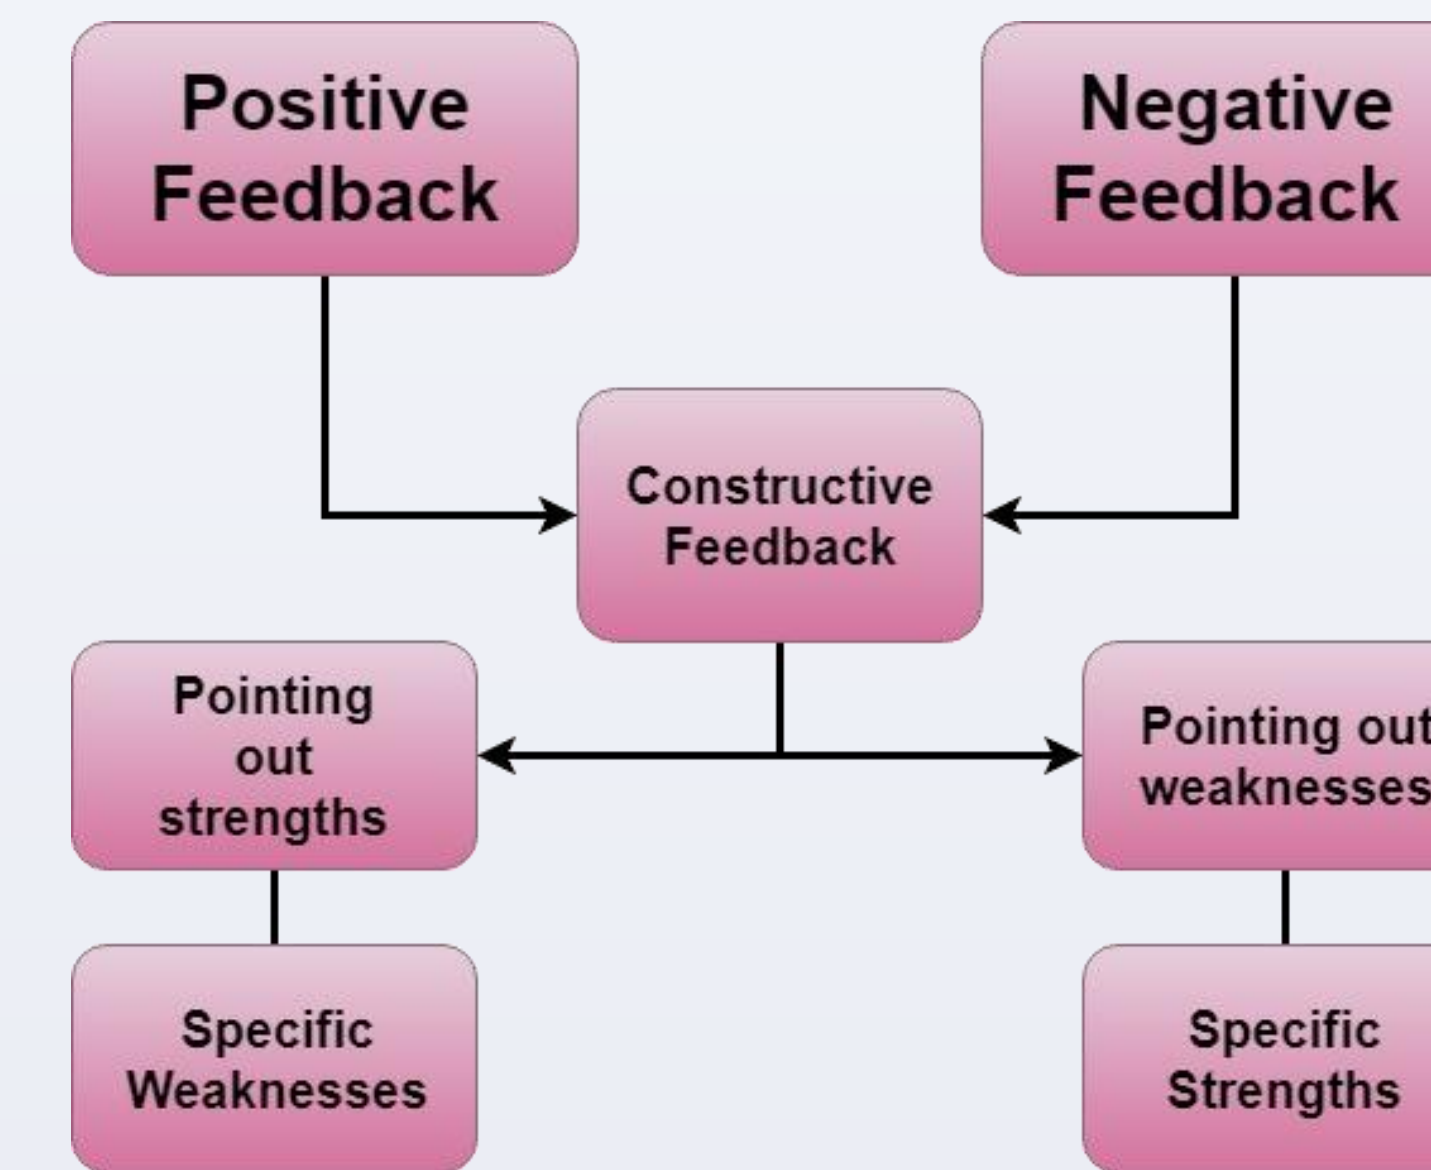 Positive
Feedback
Negative
Feedback
Constructive
Feedback
Pointing
out
strengths
Pointing out
weaknesses
Specific
Weaknesses
Specific
Strengths